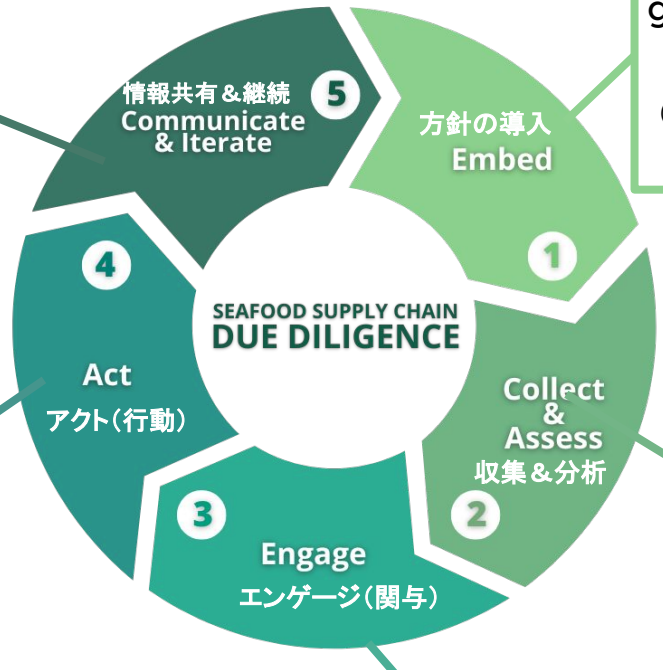 SEAFOOD SUPPLY CHAIN
DUE DILIGENCE
方針の導入
Embed
1
Collect
&
Assess
収集&分析
2
3
Engage
エンゲージ(関与)
4
Act
アクト(行動)
情報共有&継続
5
Communicate
& Iterate